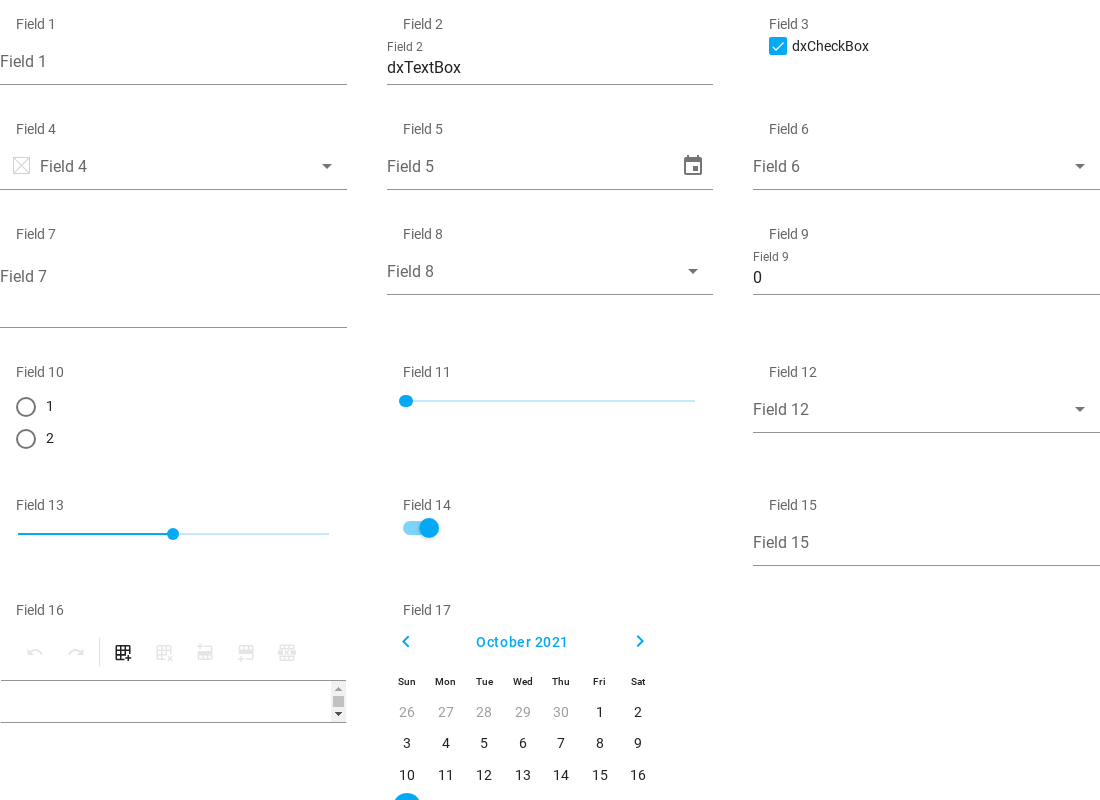 Field 1
Field 2
Field 3
Field 1
Field 2
dxTextBox
dxCheckBox
Field 4
Field 5
Field 6
Field 4
Field 5
Field 6
Field 7
Field 8
Field 9
Field 7
Field 8
Field 9
0
Field 10
Field 11
Field 12
1
2
Field 12
Field 13
Field 14
Field 15
Field 15
Field 16
Field 17
October 2021
Sun Mon Tue Wed Thu Fri Sat
26 27 28 29 30 1 2
3 4 5 6 7 8 9
10 11 12 13 14 15 16